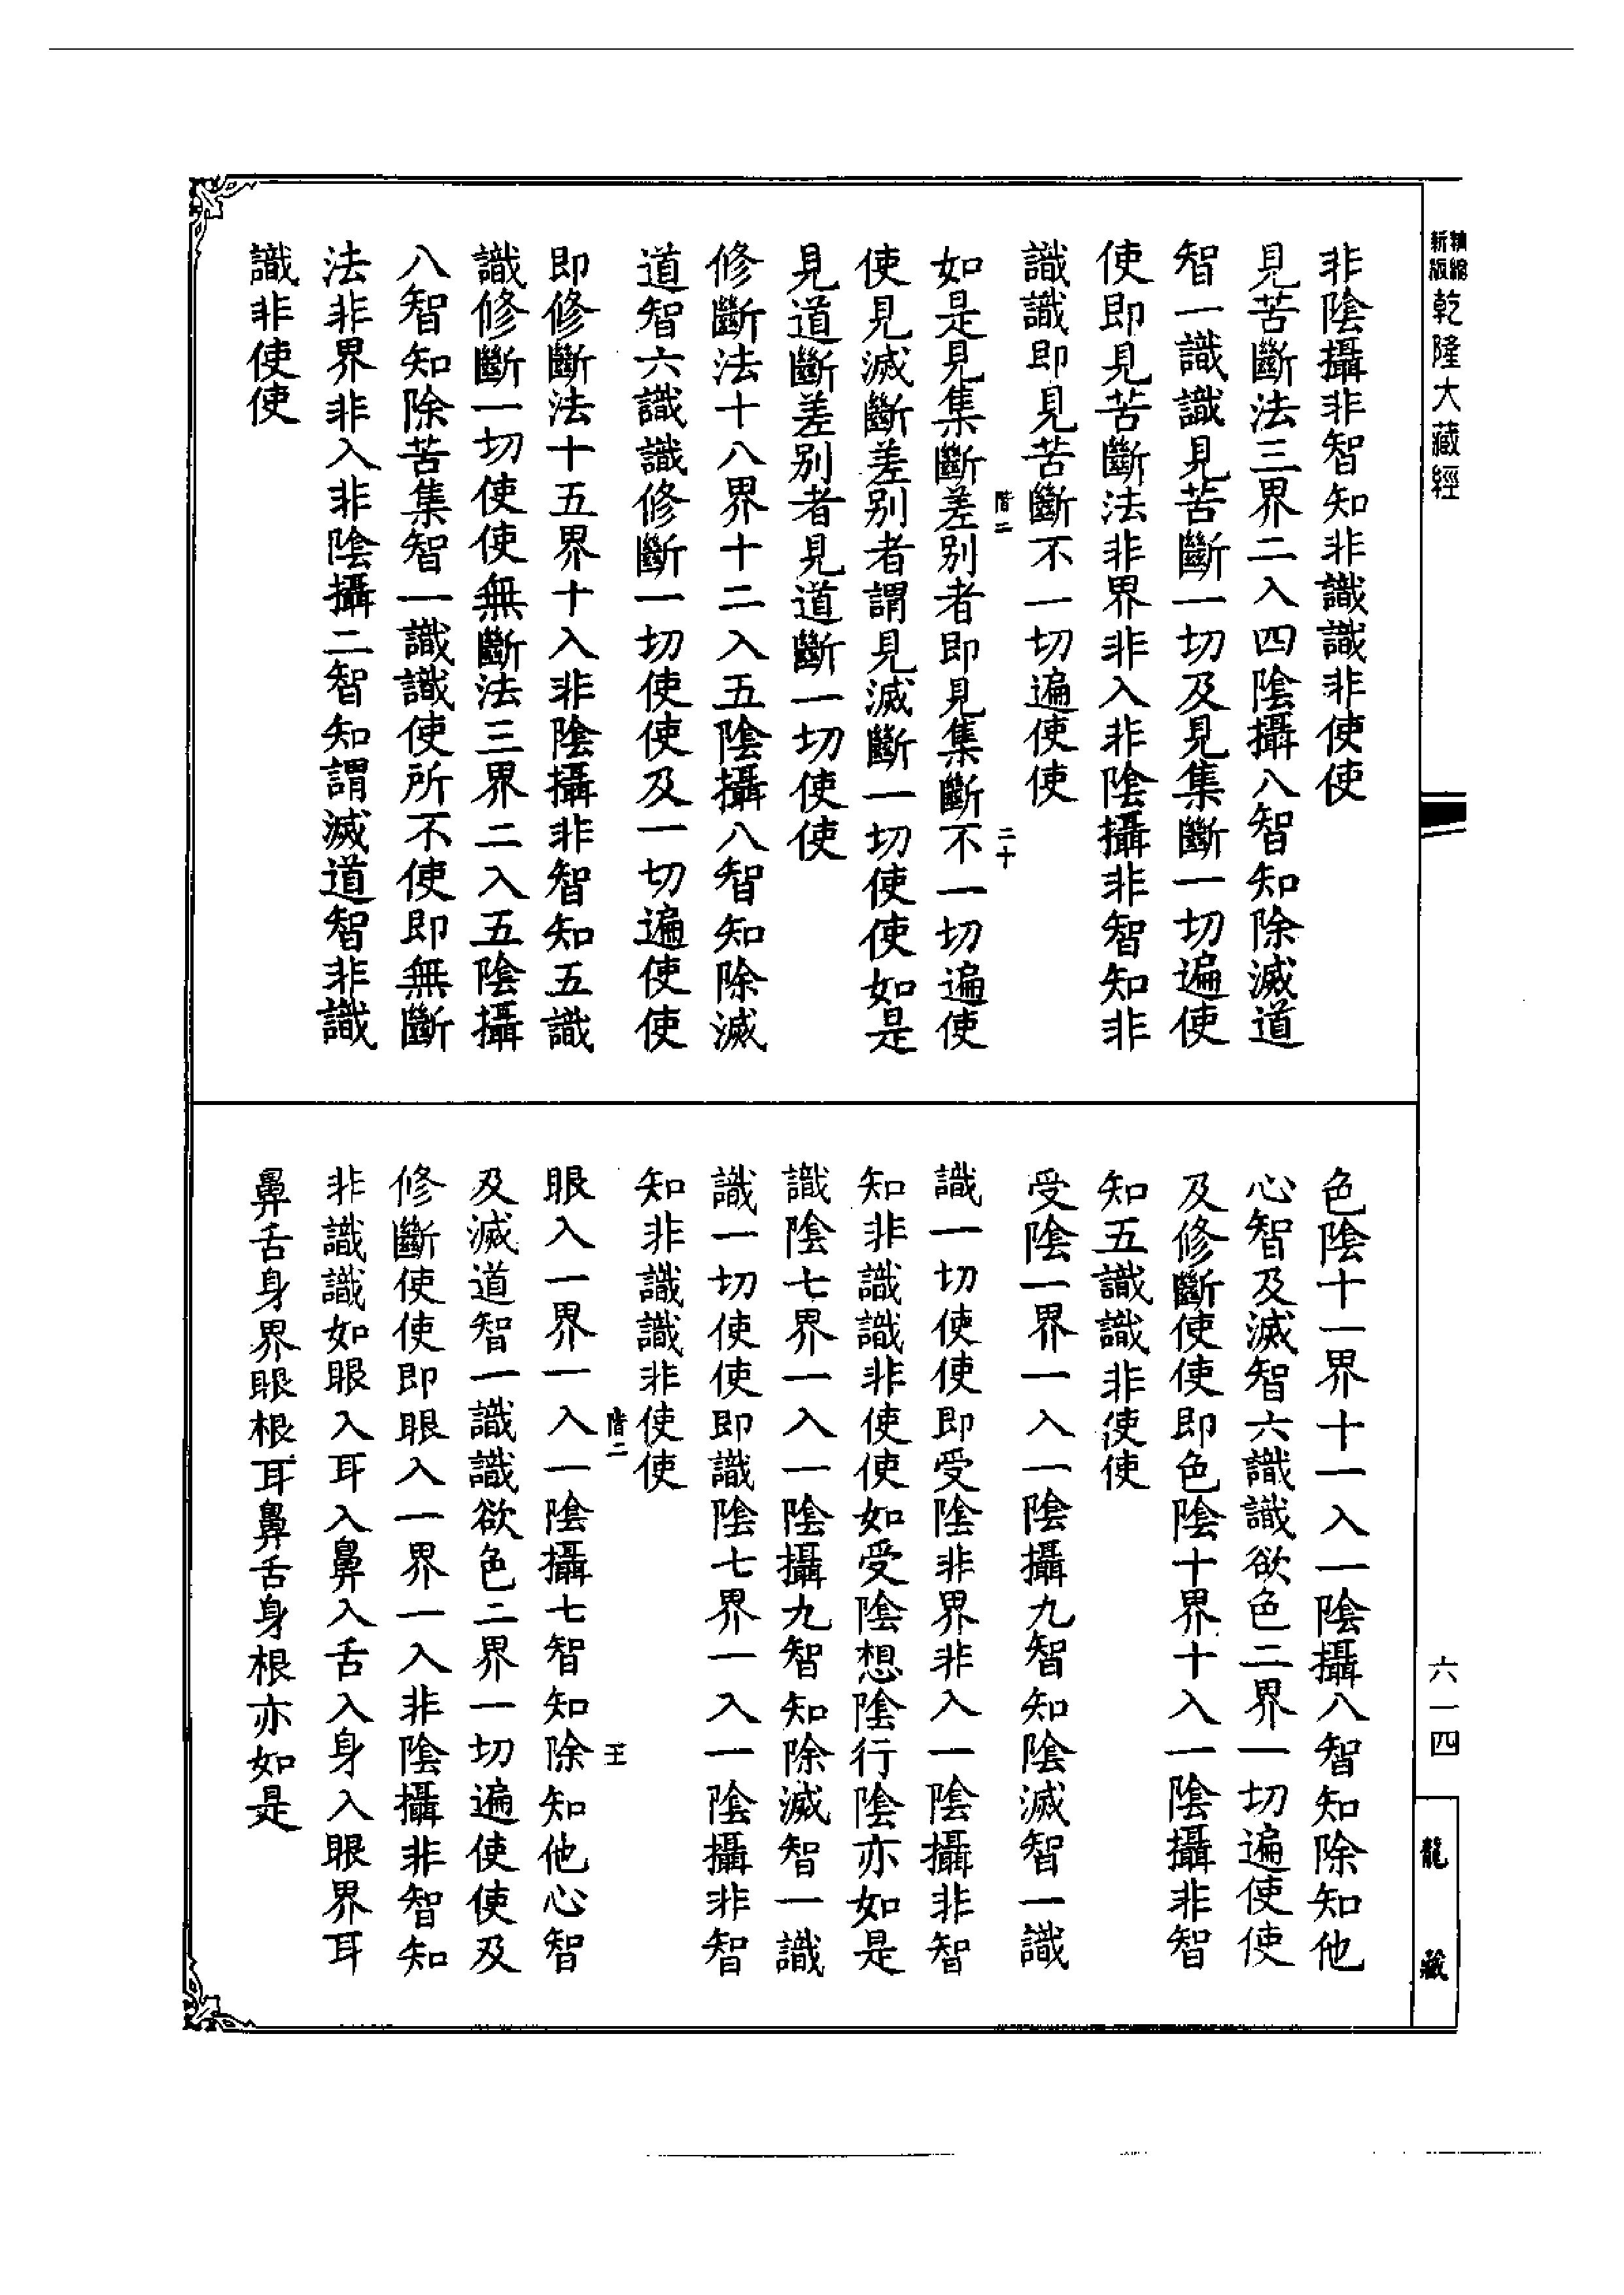 精縮新版乾隆大藏經
非陰攝非智知非識識非使使
見苦斷法三界二入四陰攝八智知除滅道
智一識識見苦斷一切及見集斷一切遍使
使即見苦斷法非界非入非陰攝非智知非
識識即見苦斷不一切遍使使
如是見集斷差別者即見集斷不一切遍使
使見滅斷差別者謂見滅斷一切使使如是
見道斷差別者見道斷一切使使
修斷法十八界十二入五陰攝八智知除滅
道智六識識修斷一切使使及一切遍使使
即修斷法十五界十入非陰攝非智知五識
識修斷一切使使無斷法三界二入五陰攝
八智知除苦集智一識識使所不使即無斷
法非界非入非陰攝二智知謂滅道智非識
識非使使
階二
二十
色陰十一界十一入一陰攝八智知除知他
心智及滅智六識識欲色二界一切遍使使
及修斷使使即色陰十界十入一陰攝非智
知五識識非使使
受陰一界一入一陰攝九智知陰滅智一識
識一切使使即受陰非界非入一陰攝非智
知非識識非使使如受陰想陰行陰亦如是
識陰七界一入一陰攝九智知除滅智一識
識一切使使即識陰七界一入一陰攝非智
知非識識非使使
眼入一界一入一陰攝七智知除知他心智
及滅道智一識識欲色二界一切遍使使及
修斷使使即眼入一界一入非陰攝非智知
非識識如眼入耳入鼻入舌入身入眼界耳
鼻舌身界眼根耳鼻舌身根亦如是
階二
六一四
龍藏